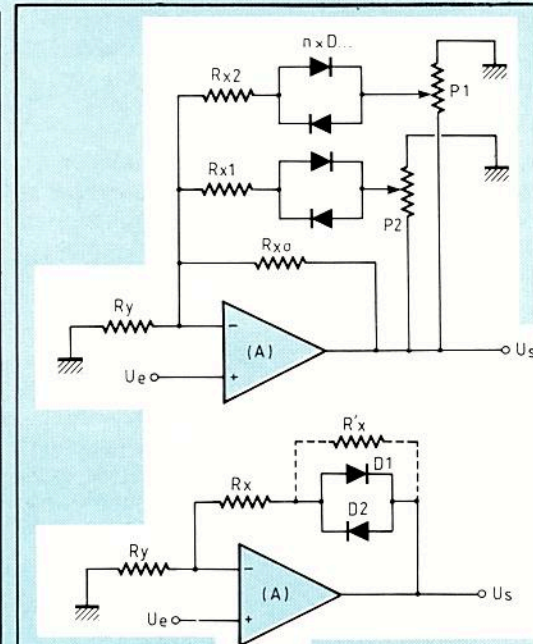 n x D...
Rx2
P1
Rx1
P2
Rxo
Ry
-
(A)
+
Ue
Us
R'x
D1
Rx
D2
Ry
-
(A)
+
Ue
Us